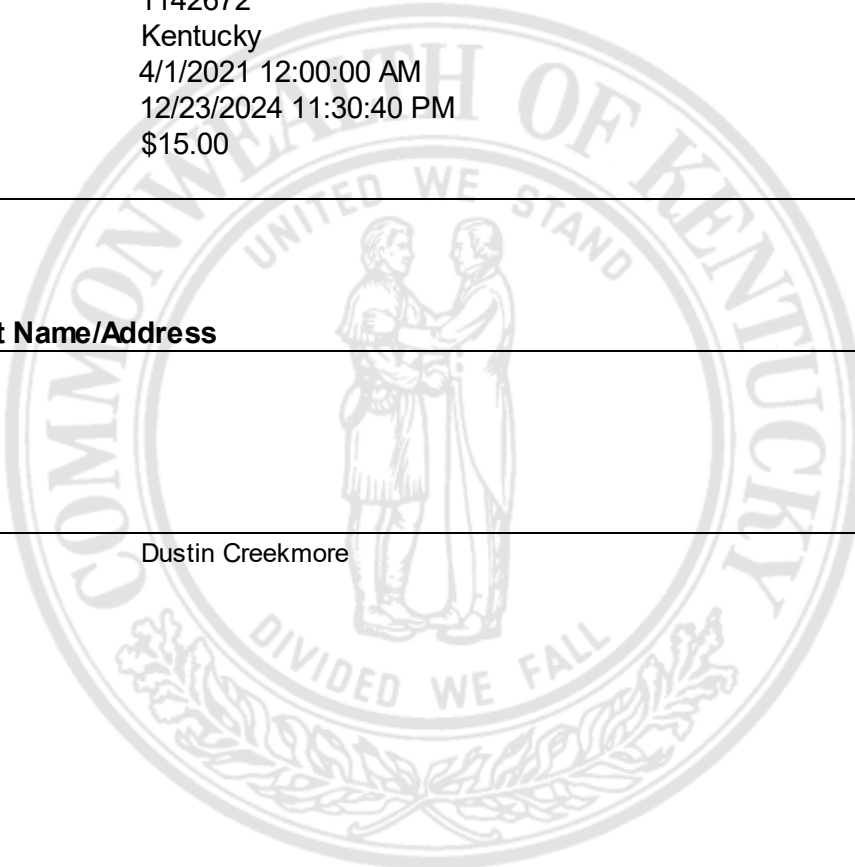 1142672
Kentucky
4/1/2021 12:00:00 AM
12/23/2024 11:30:40 PM
$15.00
t Name/Address
Dustin Creekmore
COMMONWEALTH OF KENTUCKY
UNITED WE STAND
DIVIDED WE FALL